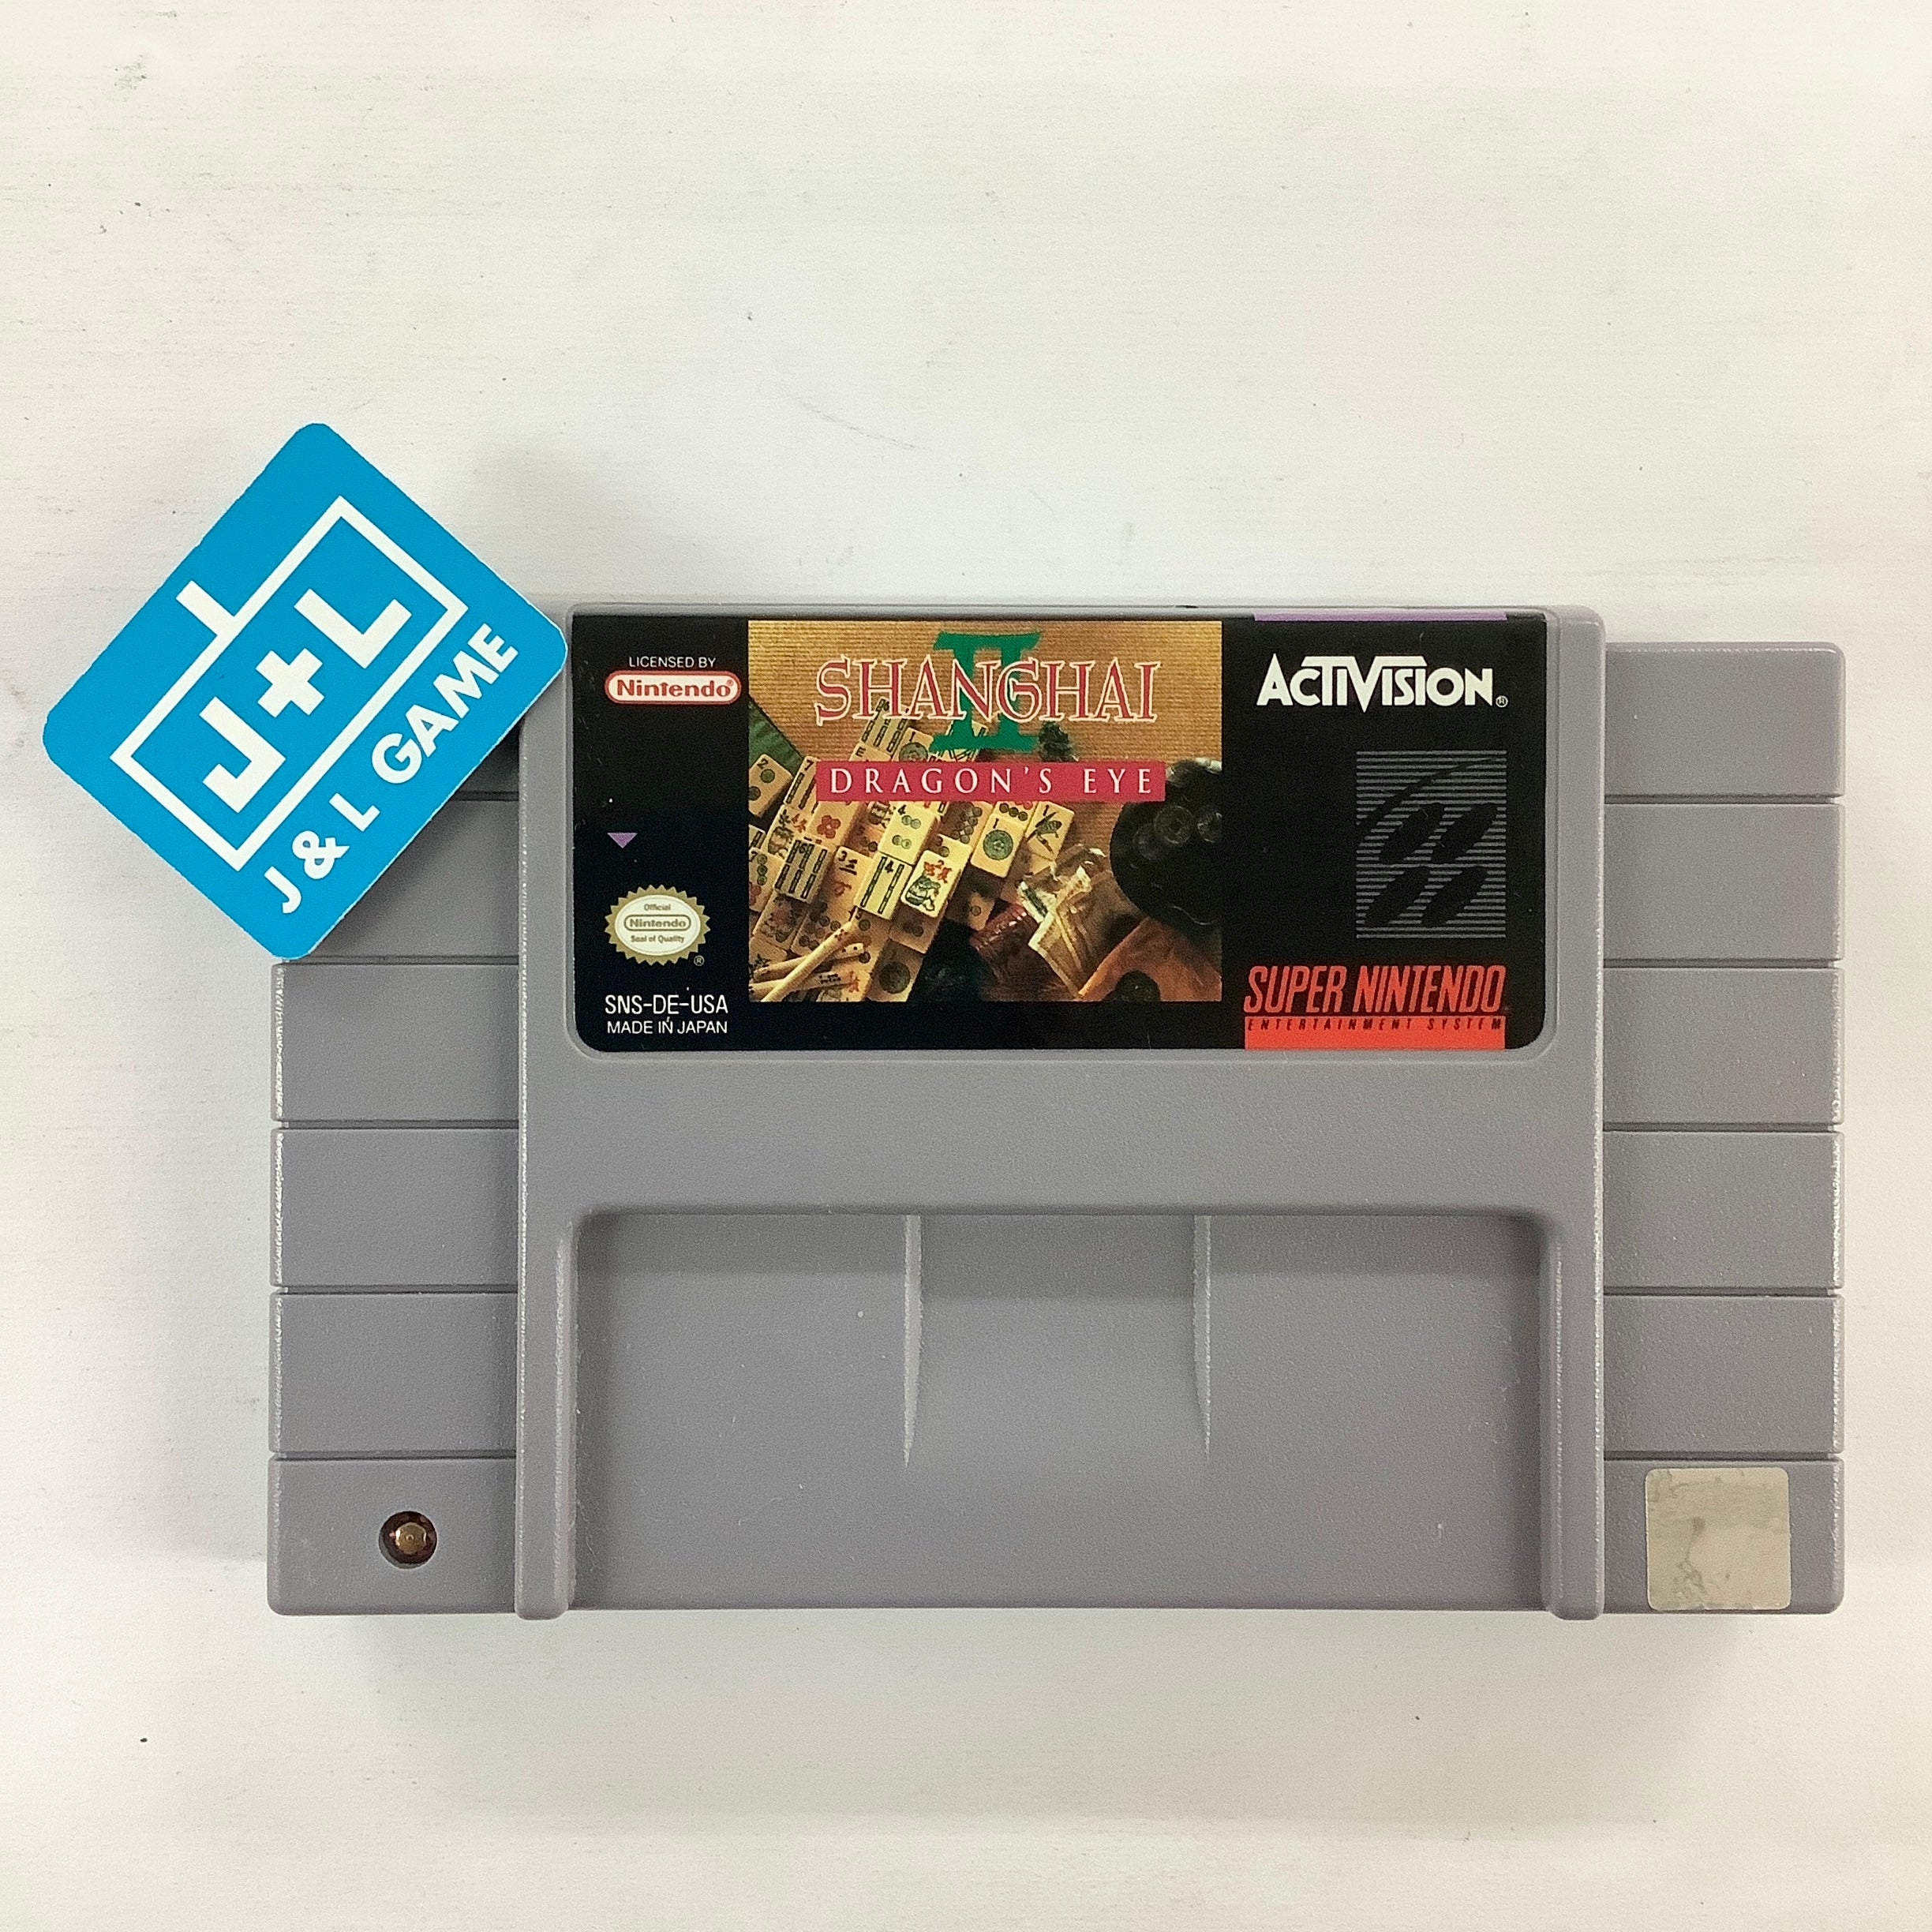 J+L
J & L GAME
LICENSED BY
Nintendo®
II
SHANGHAI
DRAGON'S EYE
ACTIVISION®
Official
Nintendo
Seal of Quality
®
SNS-DE-USA
MADE IN JAPAN
SUPER NINTENDO
ENTERTAINMENT SYSTEM